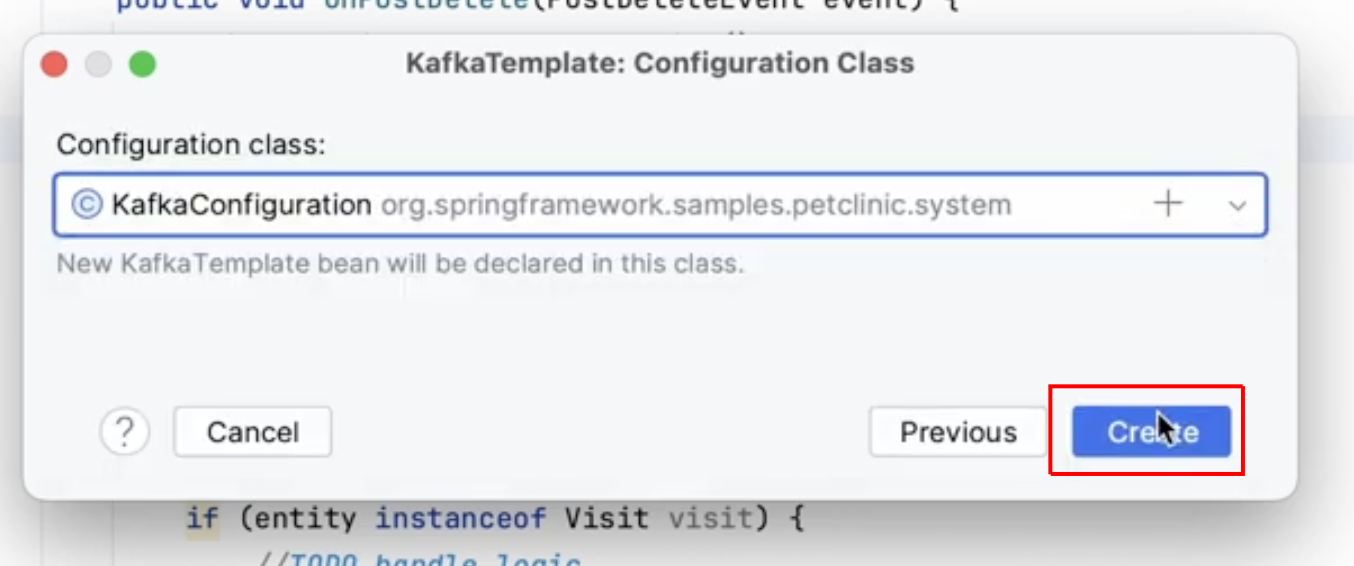 public void onPostDelete(PostDeleteEvent event) {
KafkaTemplate: Configuration Class
Configuration class:
© KafkaConfiguration org.springframework.samples.petclinic.system
New KafkaTemplate bean will be declared in this class.
? Cancel Previous Create
if (entity instanceof Visit visit) {
//TODO handle logic